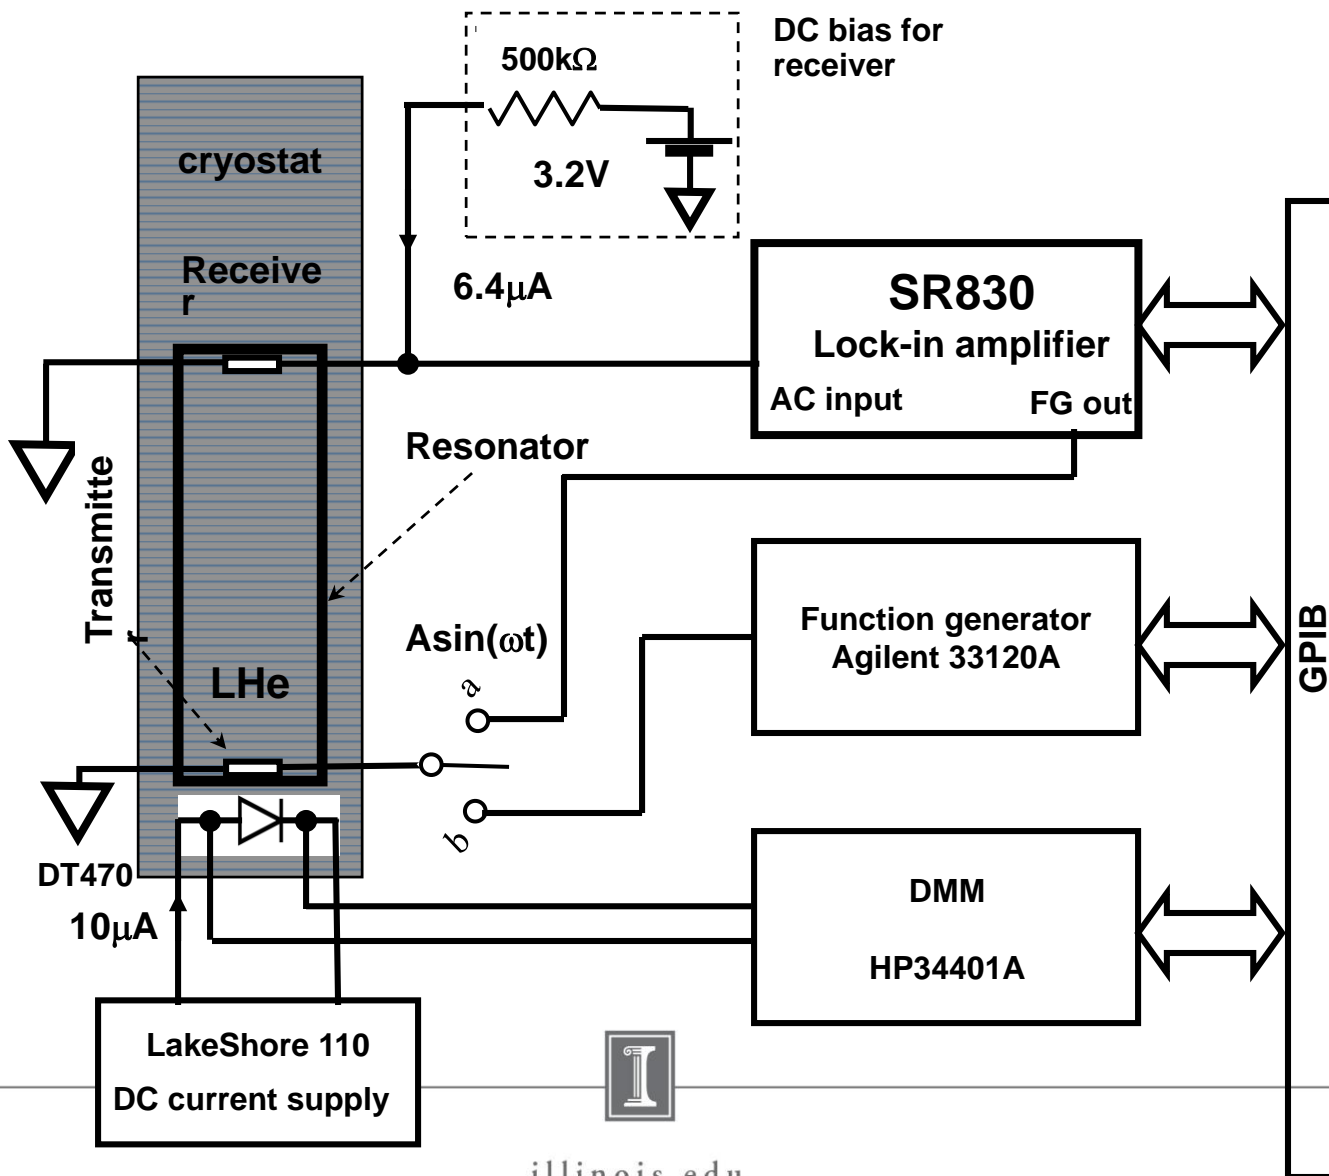 DC bias for
receiver
500kΩ
3.2V
cryostat
Receive
r
6.4μA
SR830
Lock-in amplifier
AC input
FG out
Resonator
Transmitte
r
Asin(ωt)
a
b
LHe
Function generator
Agilent 33120A
GPIB
DT470
10μA
DMM
HP34401A
LakeShore 110
DC current supply
I
illinois.edu